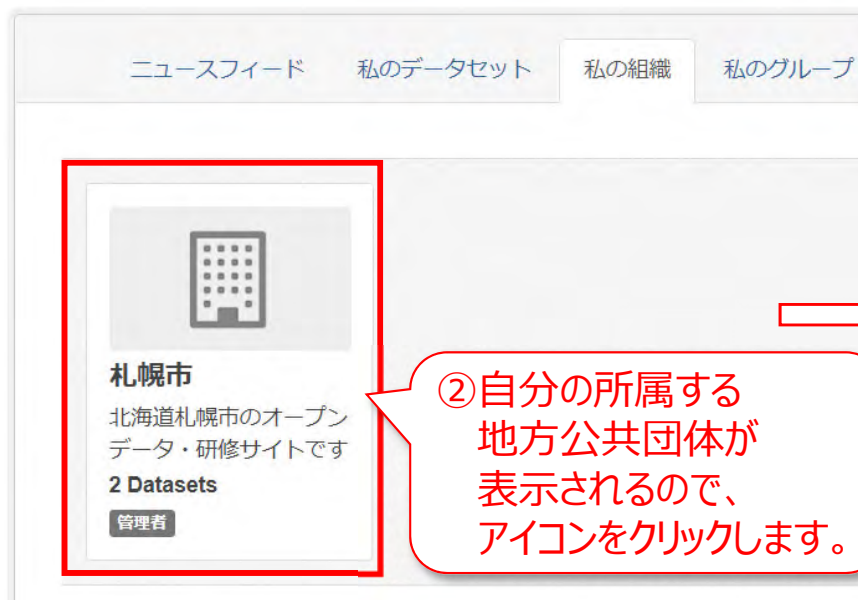 ニュースフィード 私のデータセット 私の組織 私のグループ
札幌市
北海道札幌市のオープン
データ・研修サイトです
2 Datasets
管理者
②自分の所属する
地方公共団体が
表示されるので、
アイコンをクリックします。